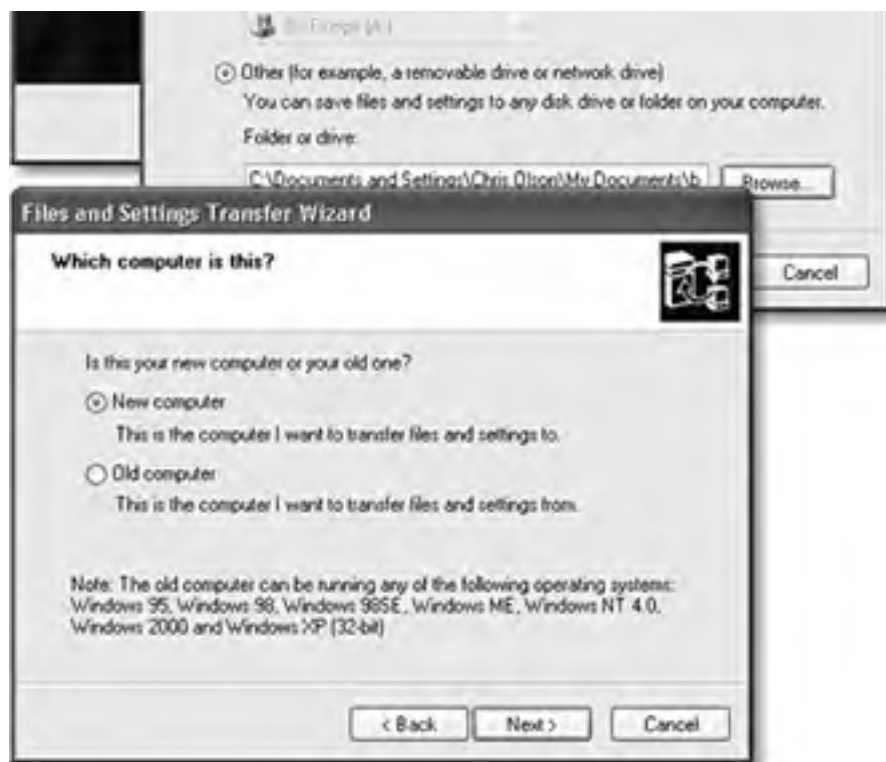 Other (for example, a removable drive or network drive)
You can save files and settings to any disk drive or folder on your computer.
Folder or drive:
C:\Documents and Settings\Chris Olson\My Documents\b
Browse...
Cancel
Files and Settings Transfer Wizard
Which computer is this?
Is this your new computer or your old one?
New computer
This is the computer I want to transfer files and settings to.
Old computer
This is the computer I want to transfer files and settings from.
Note: The old computer can be running any of the following operating systems:
Windows 95, Windows 98, Windows 98SE, Windows ME, Windows NT 4.0,
Windows 2000 and Windows XP (32-bit)
< Back
Next >
Cancel